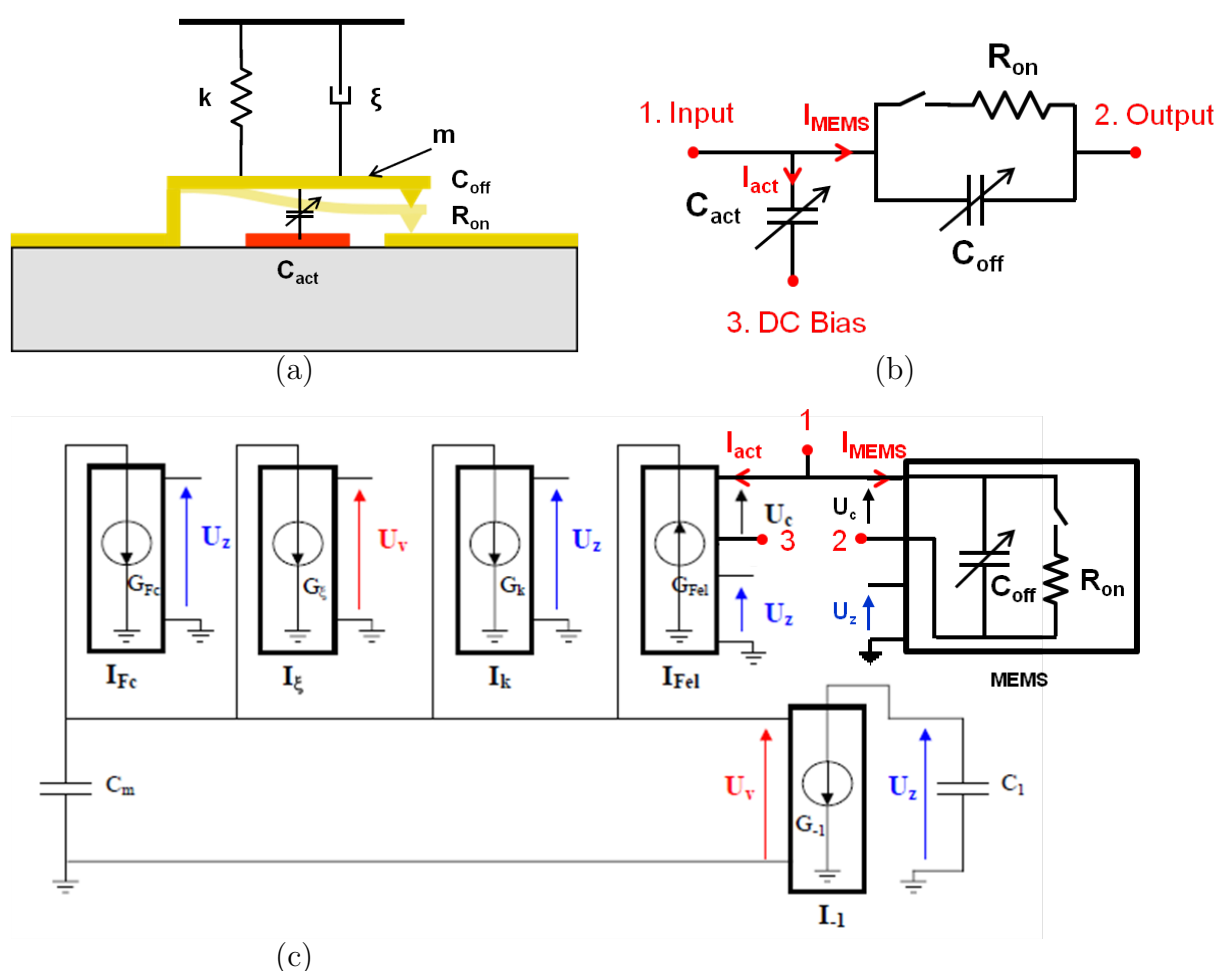 k
ξ
m
C_off
R_on
C_act
(a)
R_on
1. Input
I_MEMS
2. Output
I_act
C_act
C_off
3. DC Bias
(b)
1
I_act
I_MEMS
U_z
U_v
U_z
U_c
3
U_c
2
G_Fc
G_ξ
G_k
G_Fel
U_z
U_z
C_off
R_on
I_Fc
I_ξ
I_k
I_Fel
MEMS
C_m
U_v
G_-1
U_z
C_1
I_-1
(c)